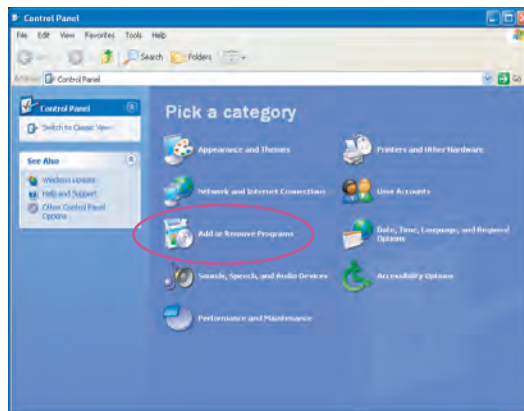 Control Panel
File Edit View Favorites Tools Help
Search Folders
Control Panel Go
Control Panel
Switch to Classic View
See Also
Windows Update
Help and Support
Other Control Panel
Options
Pick a category
Appearance and Themes
Printers and Other Hardware
Network and Internet Connections
User Accounts
Add or Remove Programs
Date, Time, Language, and Regional
Options
Sounds, Speech, and Audio Devices
Accessibility Options
Performance and Maintenance